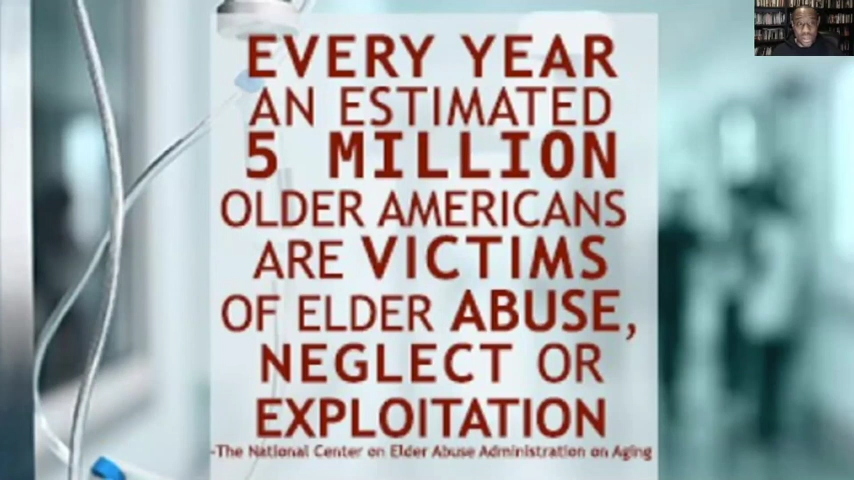 EVERY YEAR
AN ESTIMATED
5 MILLION
OLDER AMERICANS
ARE VICTIMS
OF ELDER ABUSE,
NEGLECT OR
EXPLOITATION
-The National Center on Elder Abuse Administration on Aging